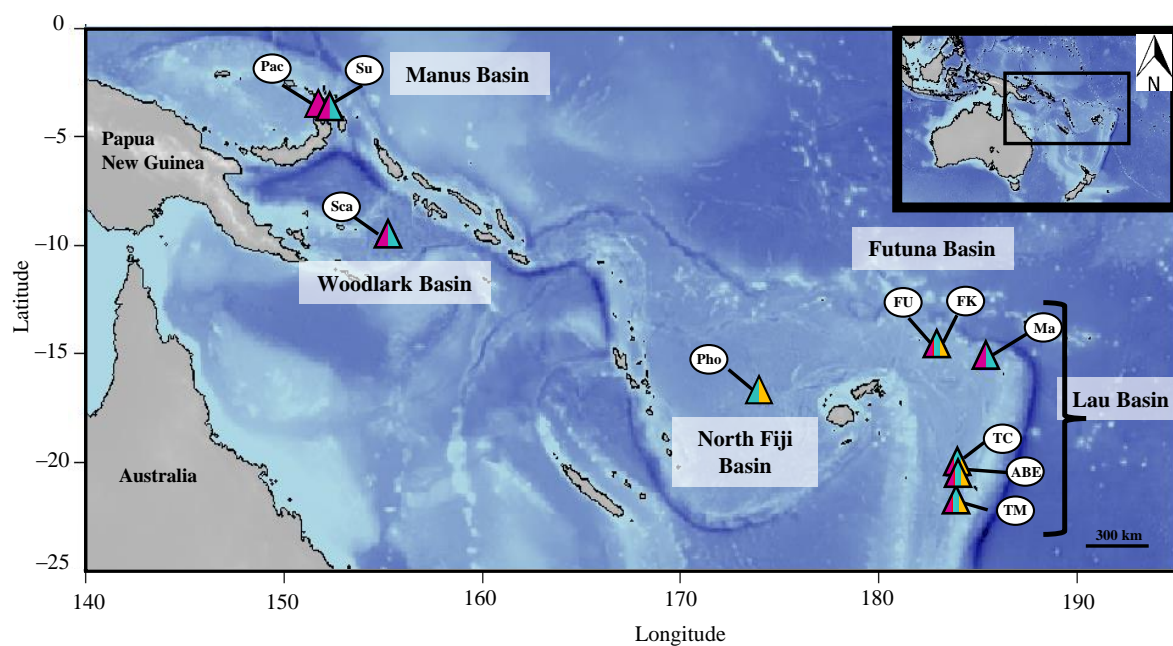 0
–5
–10
–15
–20
–25
Latitude
140
150
160
170
180
190
Longitude
Pac
Su
Manus Basin
N
Papua
New Guinea
Sca
Woodlark Basin
Futuna Basin
FU
FK
Ma
Pho
Lau Basin
North Fiji
Basin
TC
ABE
TM
Australia
300 km